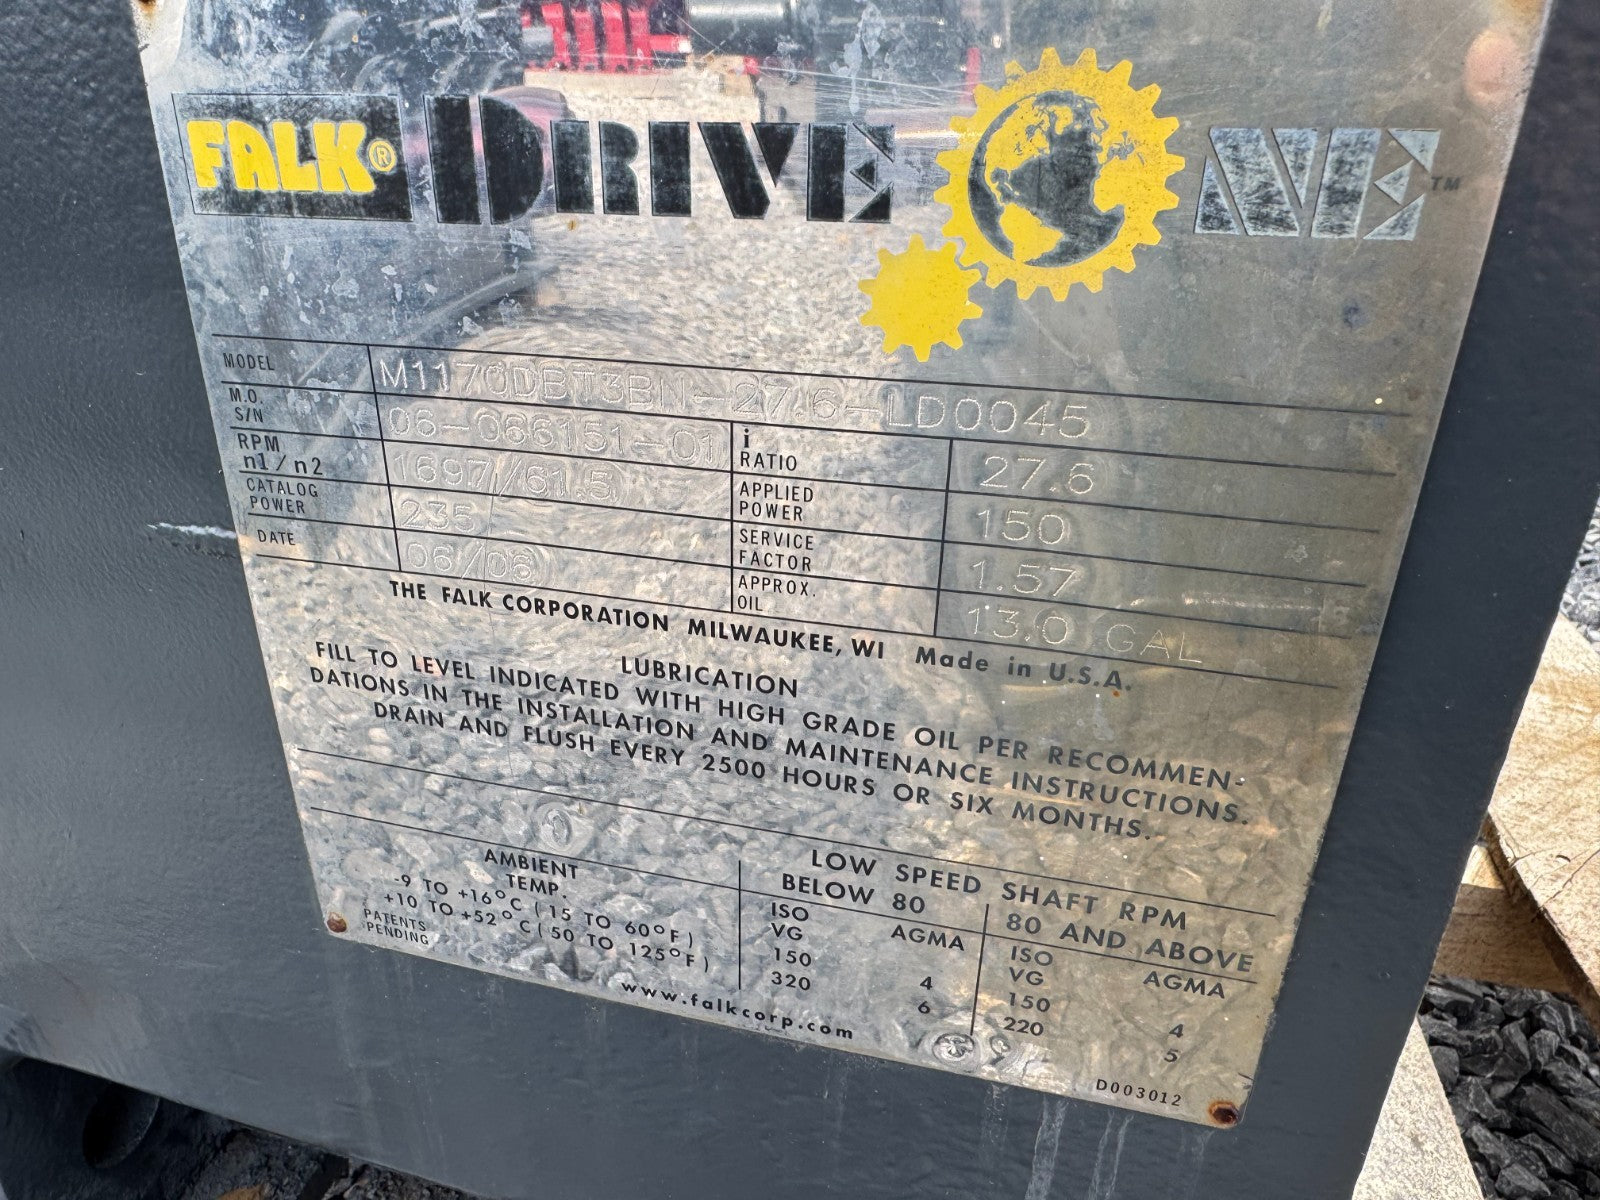 FALK® DRIVE ONE™
MODEL M1170DBT3BN-27.6-LD0045
M.O. S/N 06-066151-01 i RATIO 27.6
RPM n1/n2 1697/61.5 APPLIED POWER 150
CATALOG POWER 235 SERVICE FACTOR 1.57
DATE 06/06 APPROX. OIL 13.0 GAL
THE FALK CORPORATION MILWAUKEE, WI Made in U.S.A.
LUBRICATION
FILL TO LEVEL INDICATED WITH HIGH GRADE OIL PER RECOMMEN-
DATIONS IN THE INSTALLATION AND MAINTENANCE INSTRUCTIONS.
DRAIN AND FLUSH EVERY 2500 HOURS OR SIX MONTHS.
AMBIENT TEMP. LOW SPEED SHAFT RPM
BELOW 80 80 AND ABOVE
ISO VG AGMA ISO VG AGMA
-9 TO +16°C (15 TO 60°F) 150 4 150 4
+10 TO +52°C (50 TO 125°F) 320 6 220 5
PATENTS PENDING
www.falkcorp.com
D003012